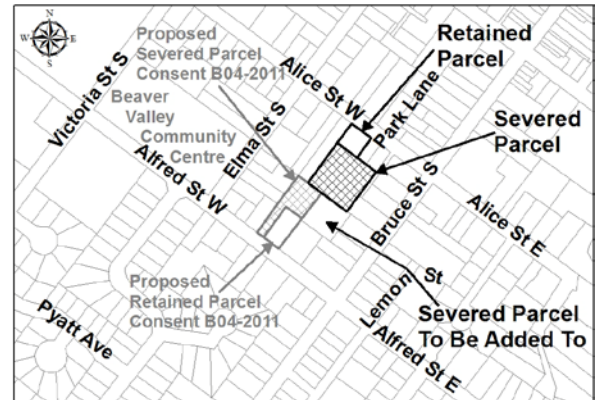 N
W E
S
Proposed
Severed Parcel
Consent B04-2011
Retained
Parcel
Alice St W
Park Lane
Victoria St S
Beaver
Valley
Community
Centre
Elma St S
Severed
Parcel
Alfred St W
Bruce St S
Alice St E
Proposed
Retained Parcel
Consent B04-2011
Lemon St
Severed Parcel
To Be Added To
Pyatt Ave
Alfred St E